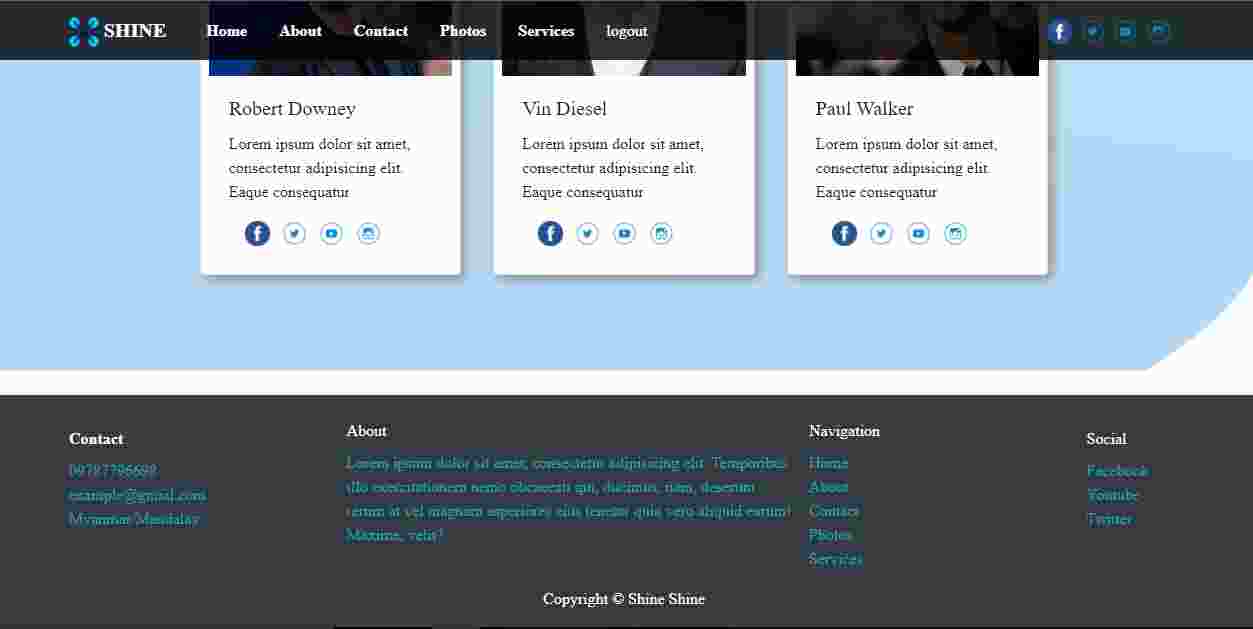 SHINE Home About Contact Photos Services logout
Robert Downey
Lorem ipsum dolor sit amet,
consectetur adipisicing elit.
Eaque consequatur
Vin Diesel
Lorem ipsum dolor sit amet,
consectetur adipisicing elit.
Eaque consequatur
Paul Walker
Lorem ipsum dolor sit amet,
consectetur adipisicing elit.
Eaque consequatur
Contact
09787796698
example@gmail.com
Myanmar Mandalay
About
Lorem ipsum dolor sit amet, consectetur adipisicing elit. Temporibus
illo exercitationem nemo obcaecati qui, ducimus, nam, deserunt
rerum at vel magnam asperiores eius tenetur quia vero aliquid earum!
Maxime, velit?
Navigation
Home
About
Contact
Photos
Services
Social
Facebook
Youtube
Twitter
Copyright © Shine Shine